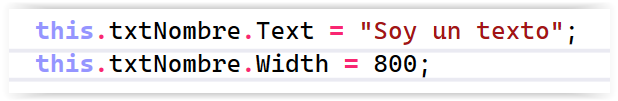 this.txtNombre.Text = "Soy un texto";
this.txtNombre.Width = 800;